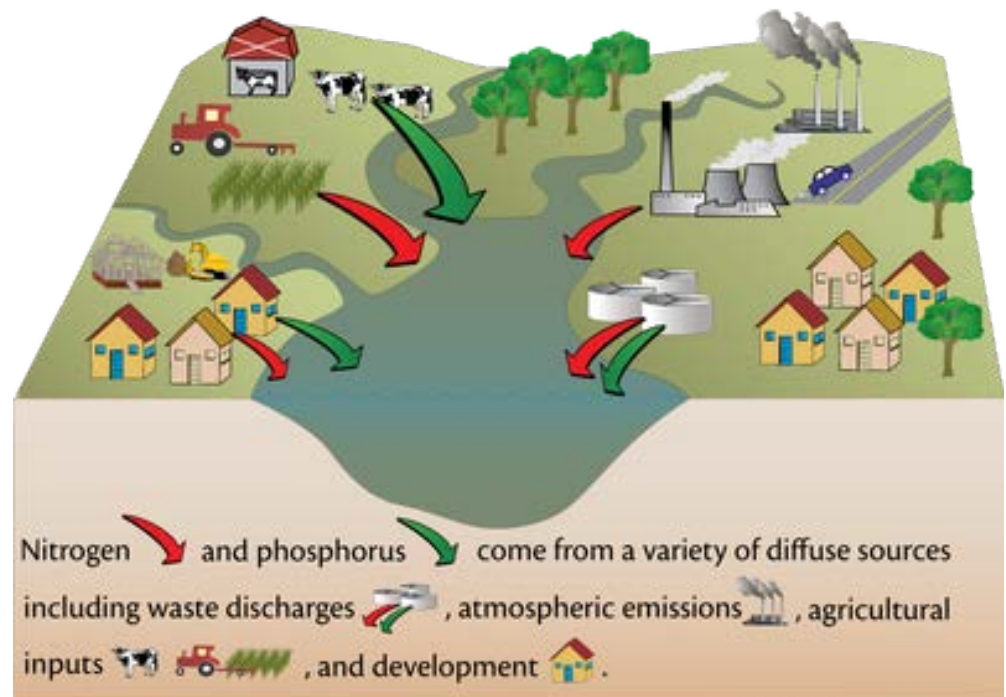 Nitrogen and phosphorus come from a variety of diffuse sources
including waste discharges , atmospheric emissions , agricultural
inputs , and development .